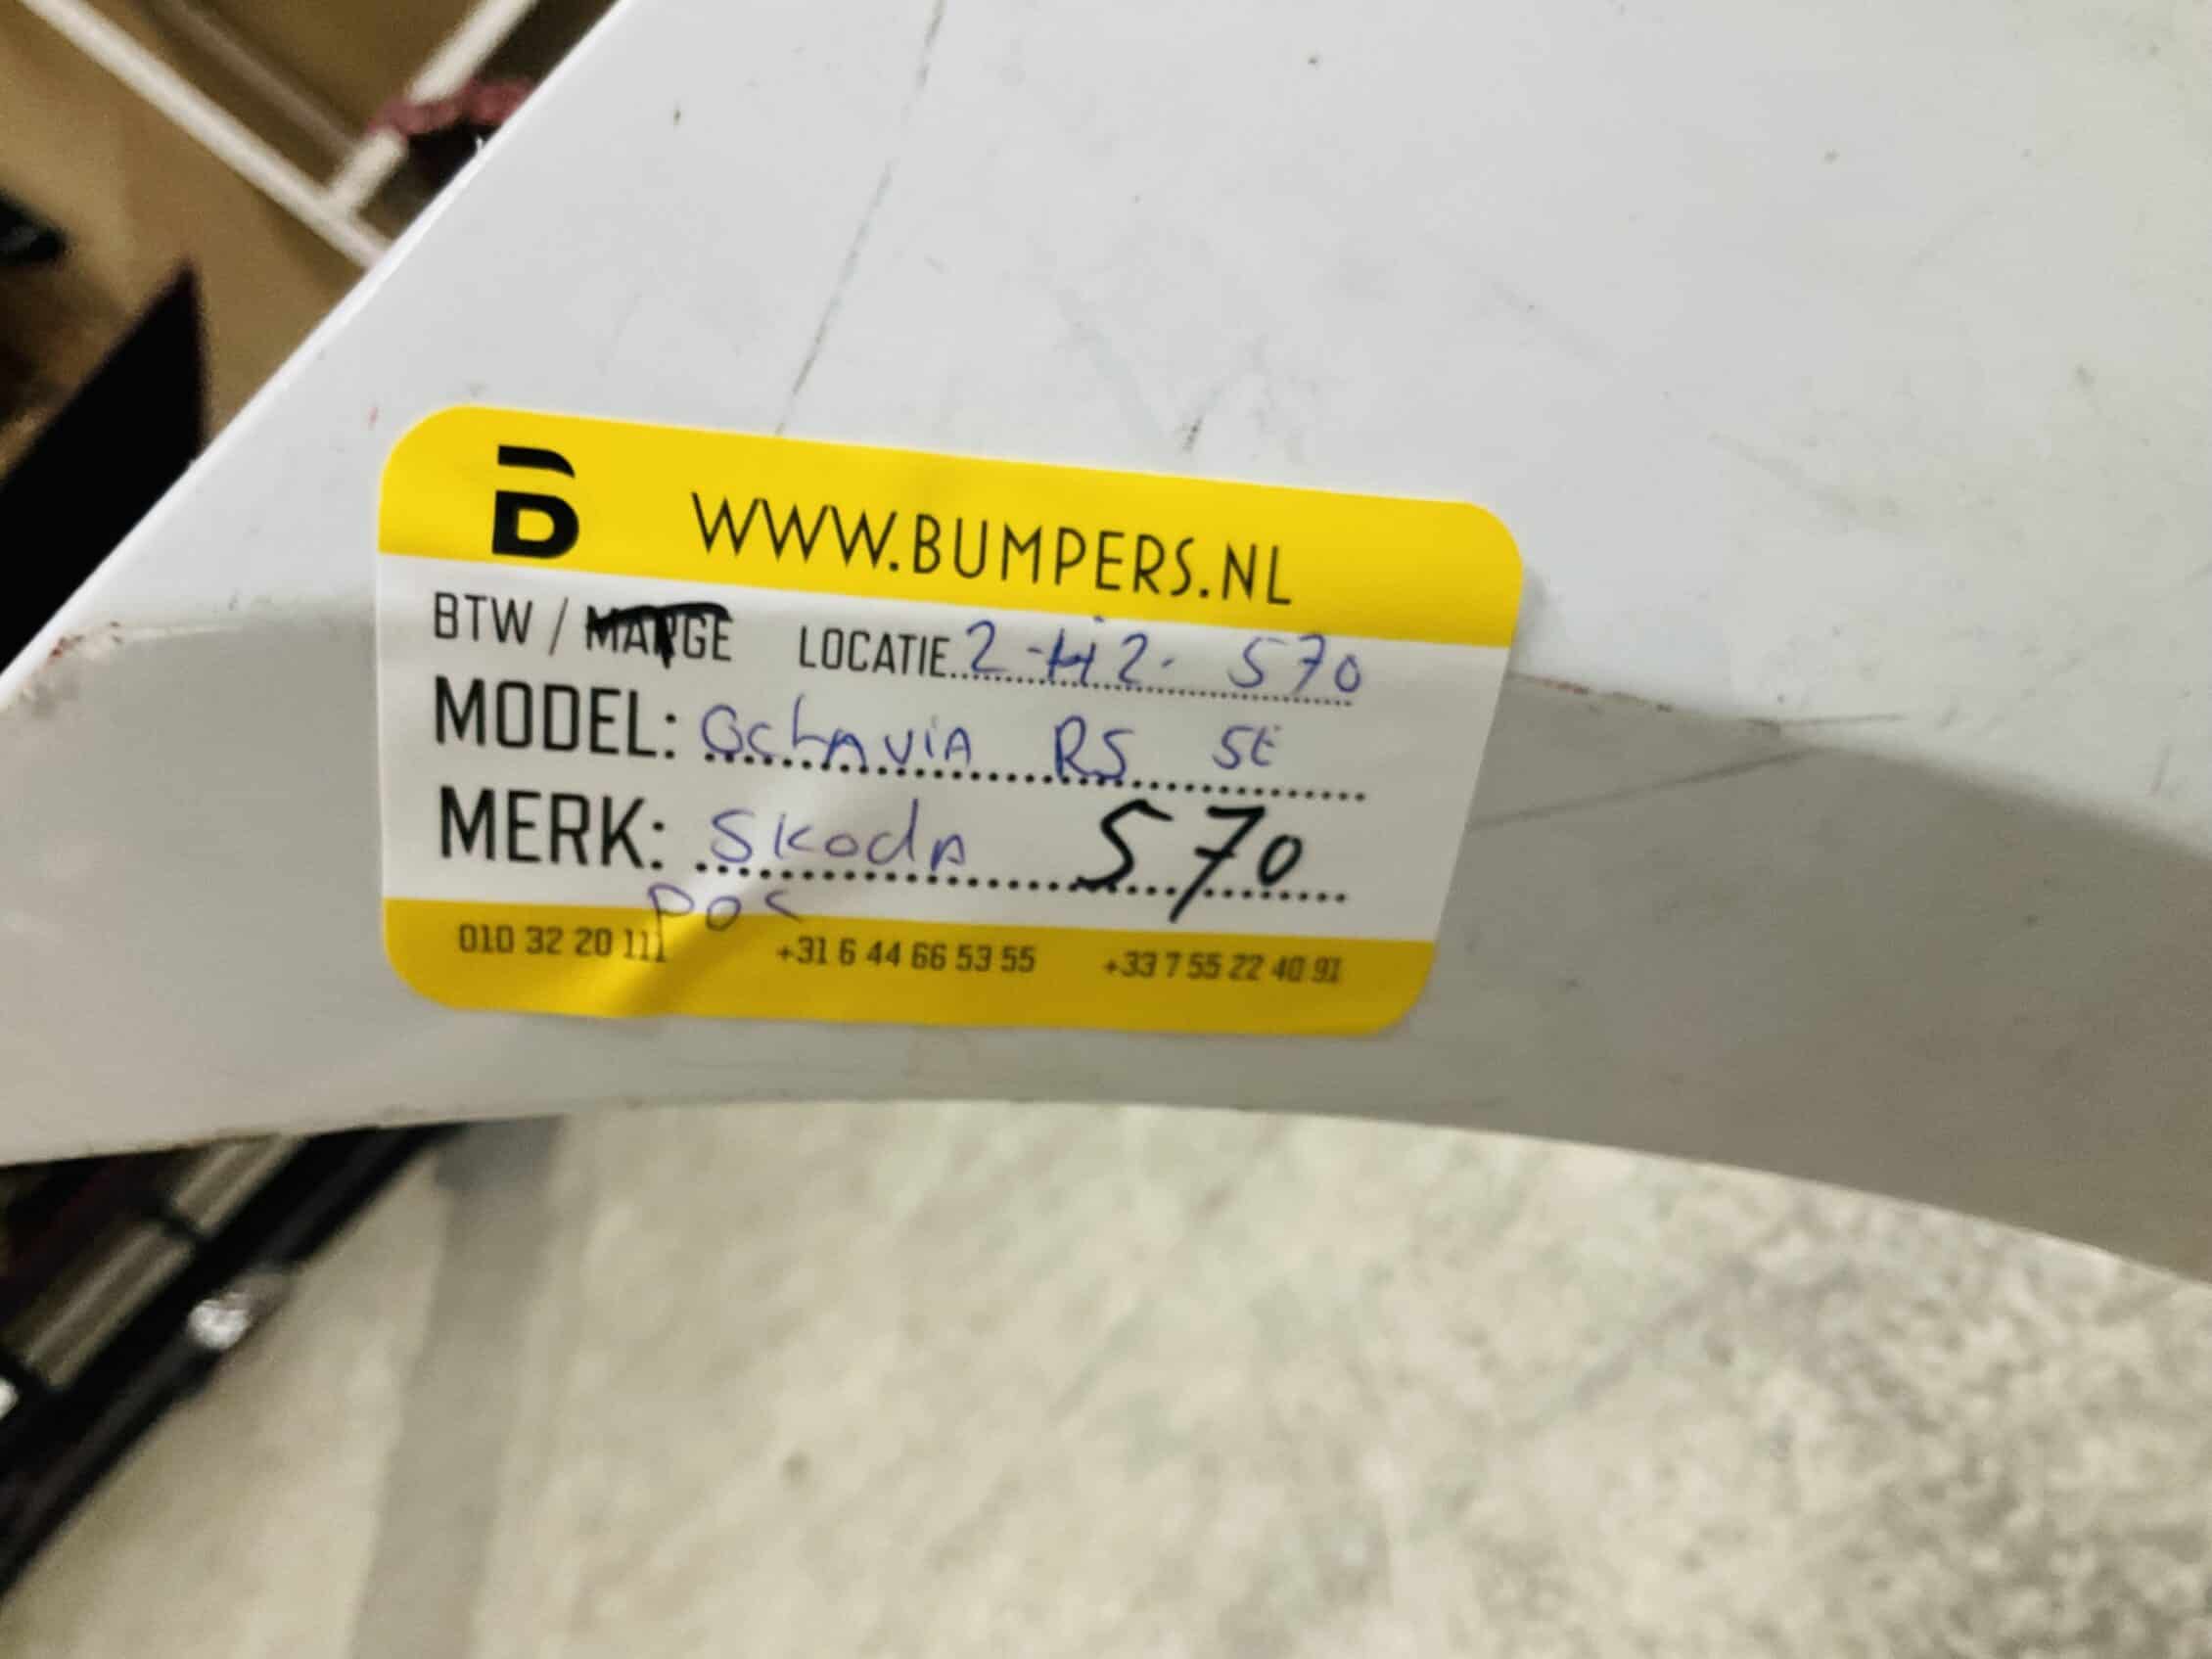 B WWW.BUMPERS.NL
BTW / MARGE LOCATIE 2-H2- 570
MODEL: Octavia RS 5E
MERK: Skoda 570
PDC
010 32 20 111 +31 6 44 66 53 55 +33 7 55 22 40 91